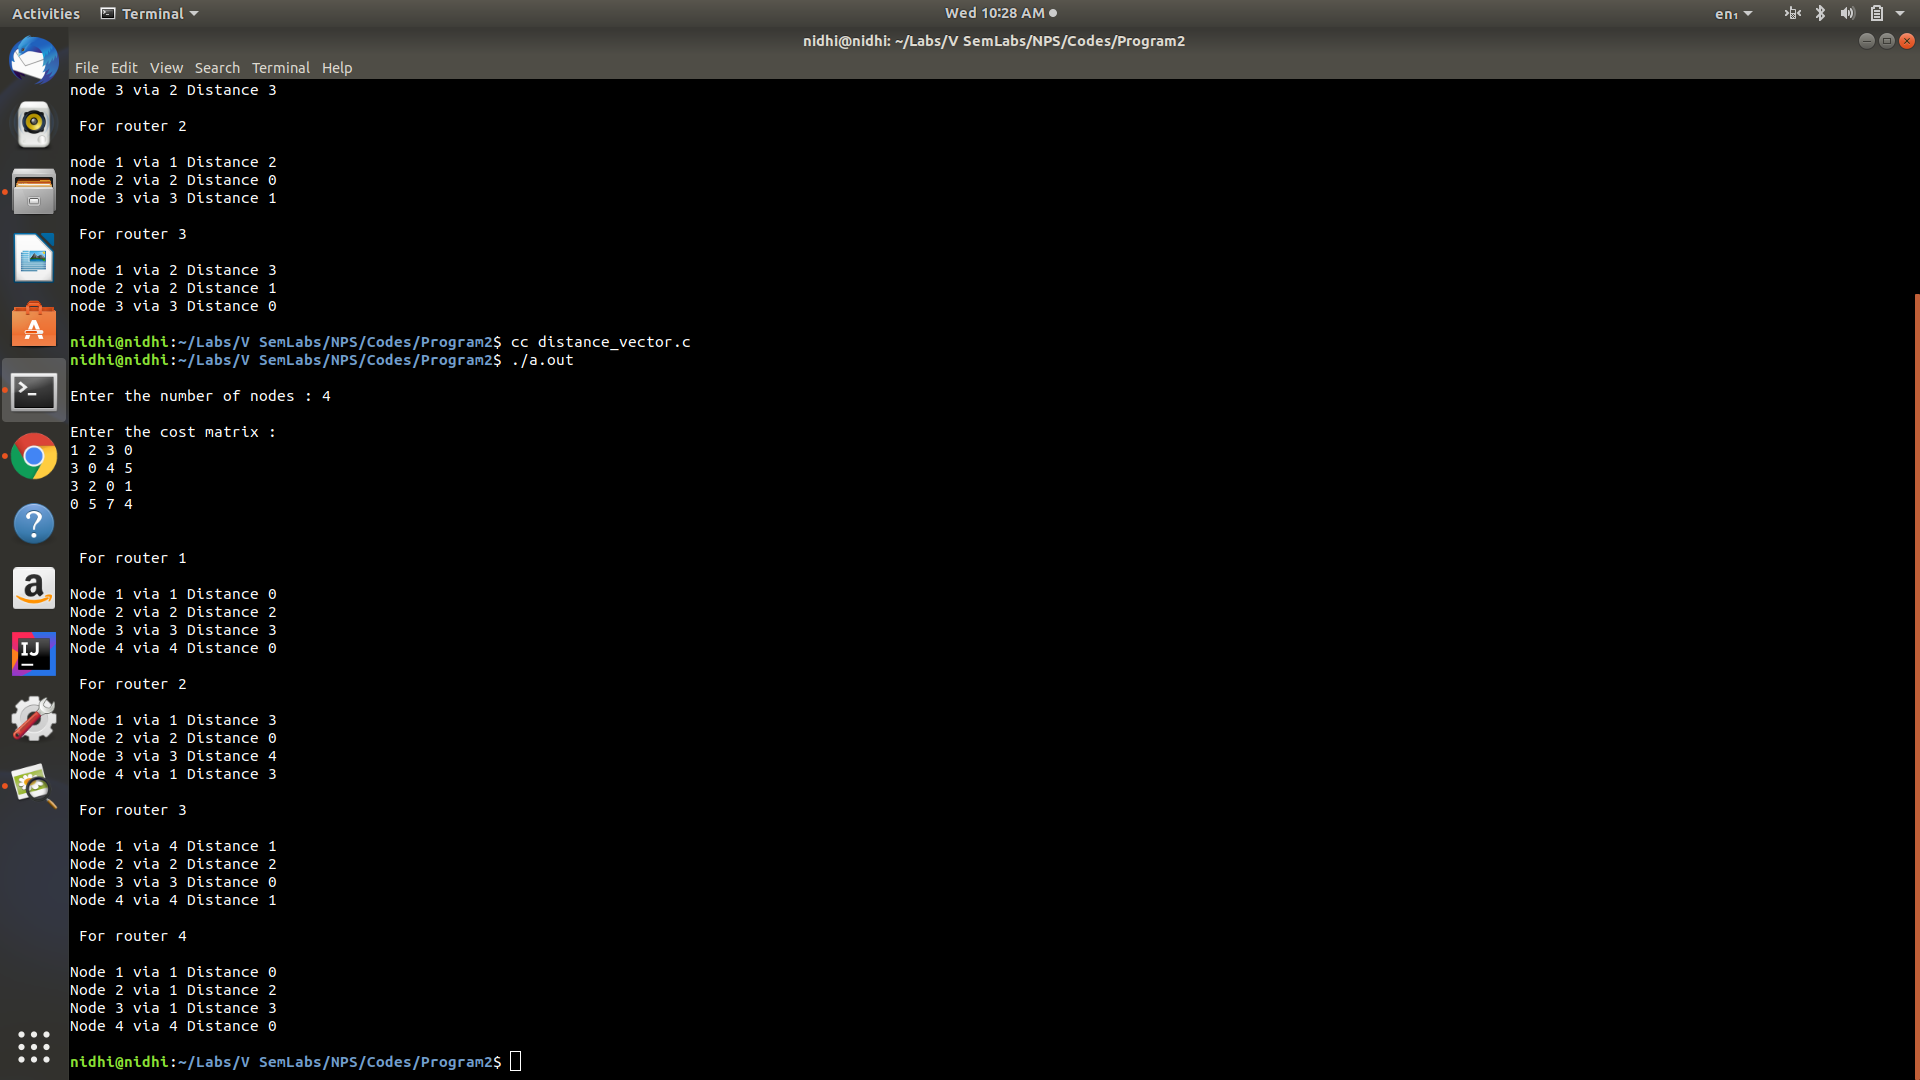 Activities Terminal Wed 10:28 AM en₁
nidhi@nidhi: ~/Labs/V SemLabs/NPS/Codes/Program2
File Edit View Search Terminal Help
node 3 via 2 Distance 3
For router 2
node 1 via 1 Distance 2
node 2 via 2 Distance 0
node 3 via 3 Distance 1
For router 3
node 1 via 2 Distance 3
node 2 via 2 Distance 1
node 3 via 3 Distance 0
nidhi@nidhi:~/Labs/V SemLabs/NPS/Codes/Program2$ cc distance_vector.c
nidhi@nidhi:~/Labs/V SemLabs/NPS/Codes/Program2$ ./a.out
Enter the number of nodes : 4
Enter the cost matrix :
1 2 3 0
3 0 4 5
3 2 0 1
0 5 7 4
For router 1
Node 1 via 1 Distance 0
Node 2 via 2 Distance 2
Node 3 via 3 Distance 3
Node 4 via 4 Distance 0
For router 2
Node 1 via 1 Distance 3
Node 2 via 2 Distance 0
Node 3 via 3 Distance 4
Node 4 via 1 Distance 3
For router 3
Node 1 via 4 Distance 1
Node 2 via 2 Distance 2
Node 3 via 3 Distance 0
Node 4 via 4 Distance 1
For router 4
Node 1 via 1 Distance 0
Node 2 via 1 Distance 2
Node 3 via 1 Distance 3
Node 4 via 4 Distance 0
nidhi@nidhi:~/Labs/V SemLabs/NPS/Codes/Program2$
A
>_
?
a
IJ